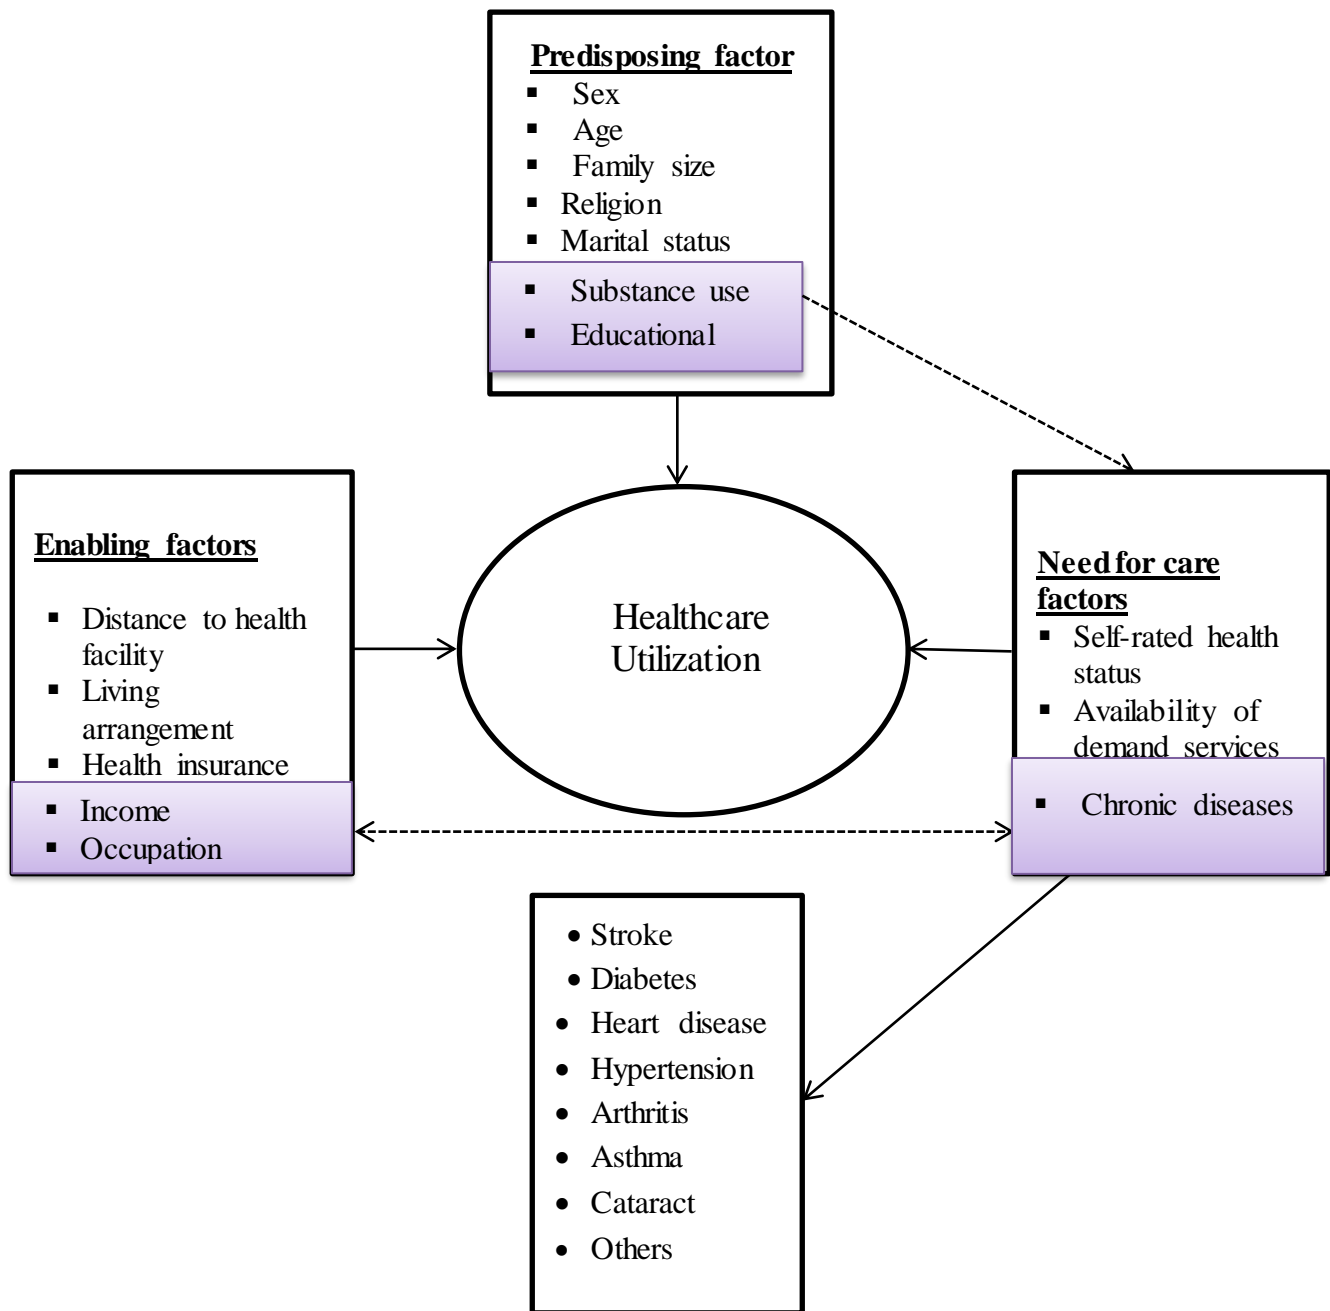 Predisposing factor
▪ Sex
▪ Age
▪ Family size
▪ Religion
▪ Marital status
▪ Substance use
▪ Educational
Enabling factors
▪ Distance to health
facility
▪ Living
arrangement
▪ Health insurance
▪ Income
▪ Occupation
Healthcare
Utilization
Need for care
factors
▪ Self-rated health
status
▪ Availability of
demand services
▪ Chronic diseases
• Stroke
• Diabetes
• Heart disease
• Hypertension
• Arthritis
• Asthma
• Cataract
• Others